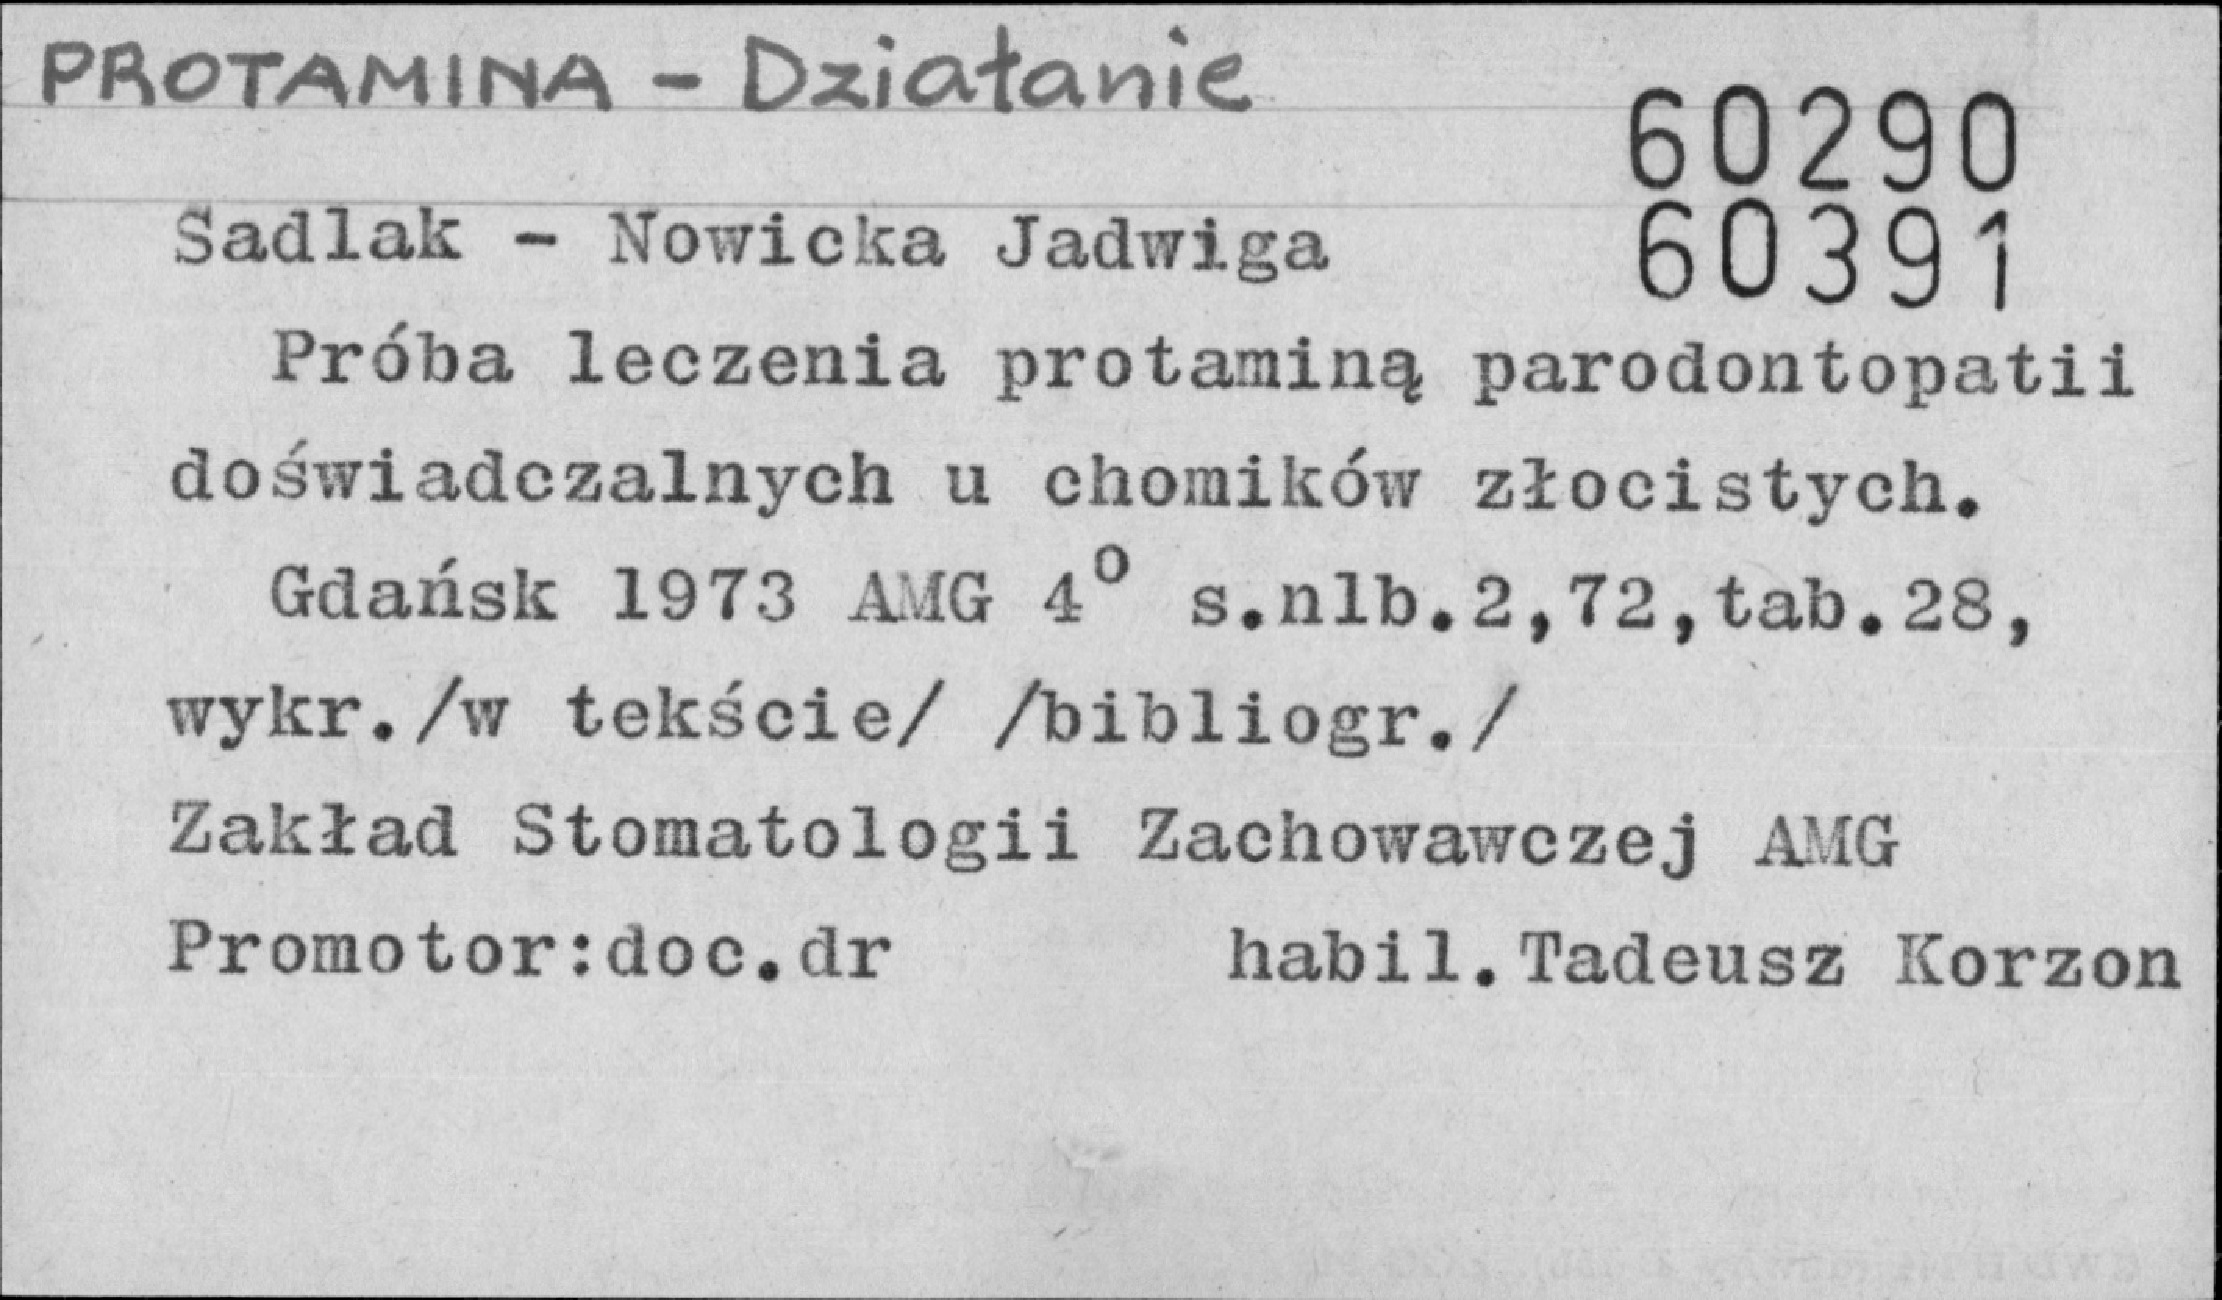 PROTAMINA - Działanie
60290
60391
Sadlak - Nowicka Jadwiga
Próba leczenia protaminą parodontopatii
doświadczalnych u chomików złocistych.
Gdańsk 1973 AMG 4º s.nlb.2,72,tab.28,
wykr./w tekście/ /bibliogr./
Zakład Stomatologii Zachowawczej AMG
Promotor:doc.dr habil.Tadeusz Korzon